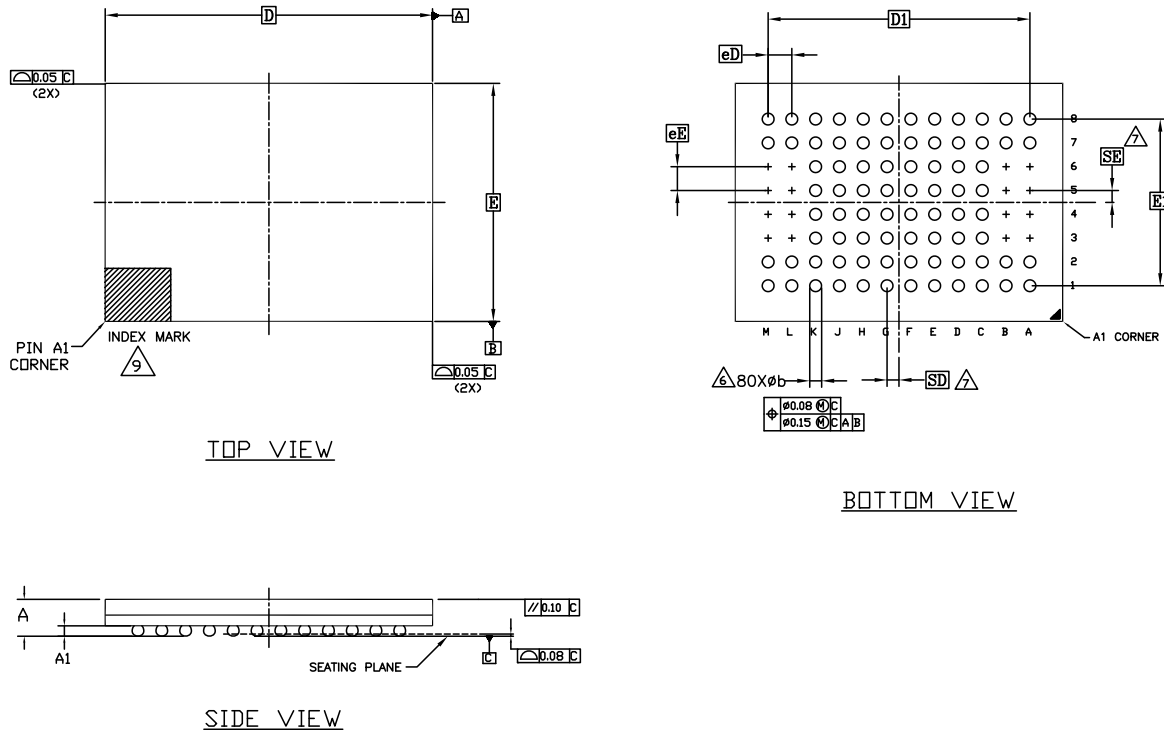 D
A
⌓ 0.05 C
(2X)
E
PIN A1
CORNER
INDEX MARK
9
B
⌓ 0.05 C
(2X)
TOP VIEW
D1
eD
eE
8
7
6
5
4
3
2
1
7
SE
E1
M L K J H G F E D C B A
A1 CORNER
6 80XØb
SD 7
⌖ Ø0.08 Ⓜ C
Ø0.15 Ⓜ C A B
BOTTOM VIEW
A
A1
// 0.10 C
SEATING PLANE
C
⌓ 0.08 C
SIDE VIEW